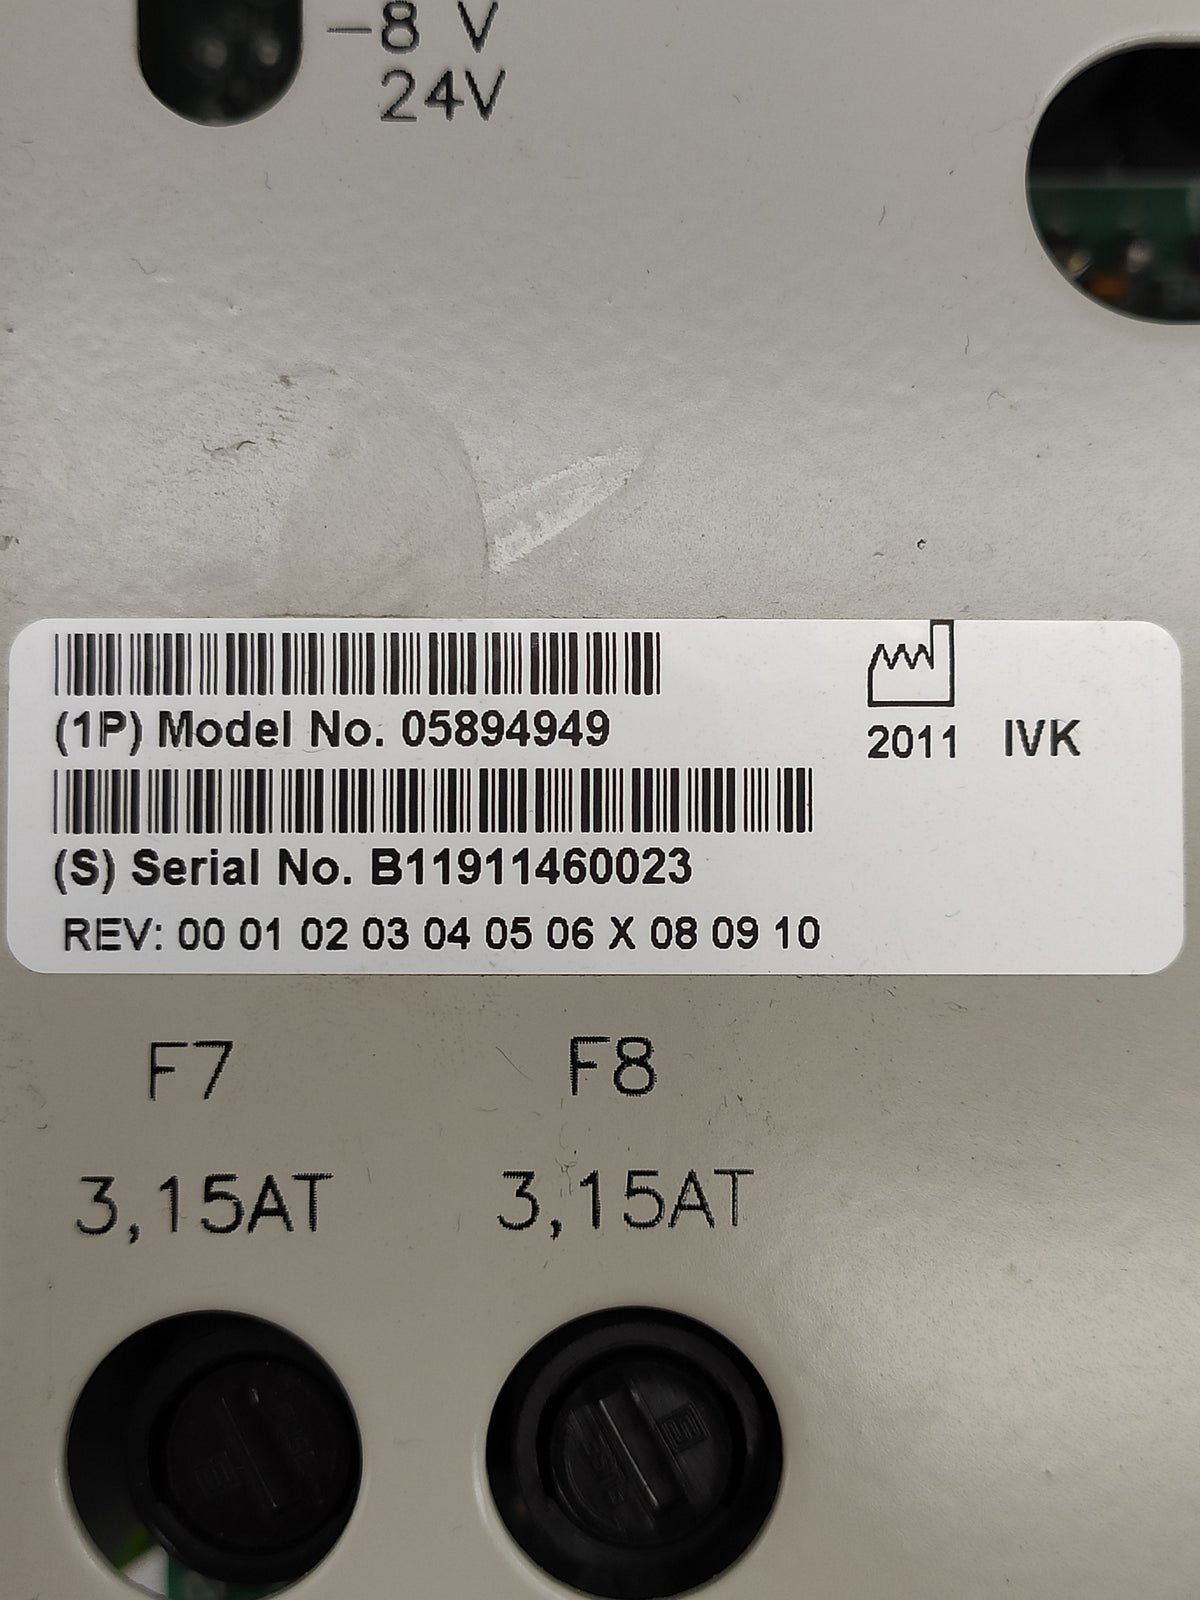 -8 V
24V
(1P) Model No. 05894949
2011 IVK
(S) Serial No. B11911460023
REV: 00 01 02 03 04 05 06 X 08 09 10
F7 F8
3,15AT 3,15AT